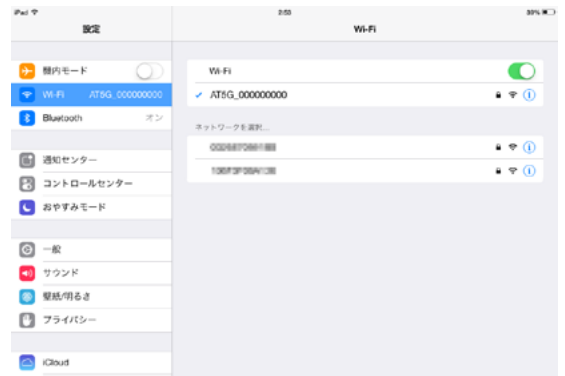 iPad
2:53
39%
設定
Wi-Fi
機内モード
Wi-Fi AT5G_000000000
Bluetooth オン
通知センター
コントロールセンター
おやすみモード
一般
サウンド
壁紙/明るさ
プライバシー
iCloud
Wi-Fi
AT5G_000000000
ネットワークを選択...